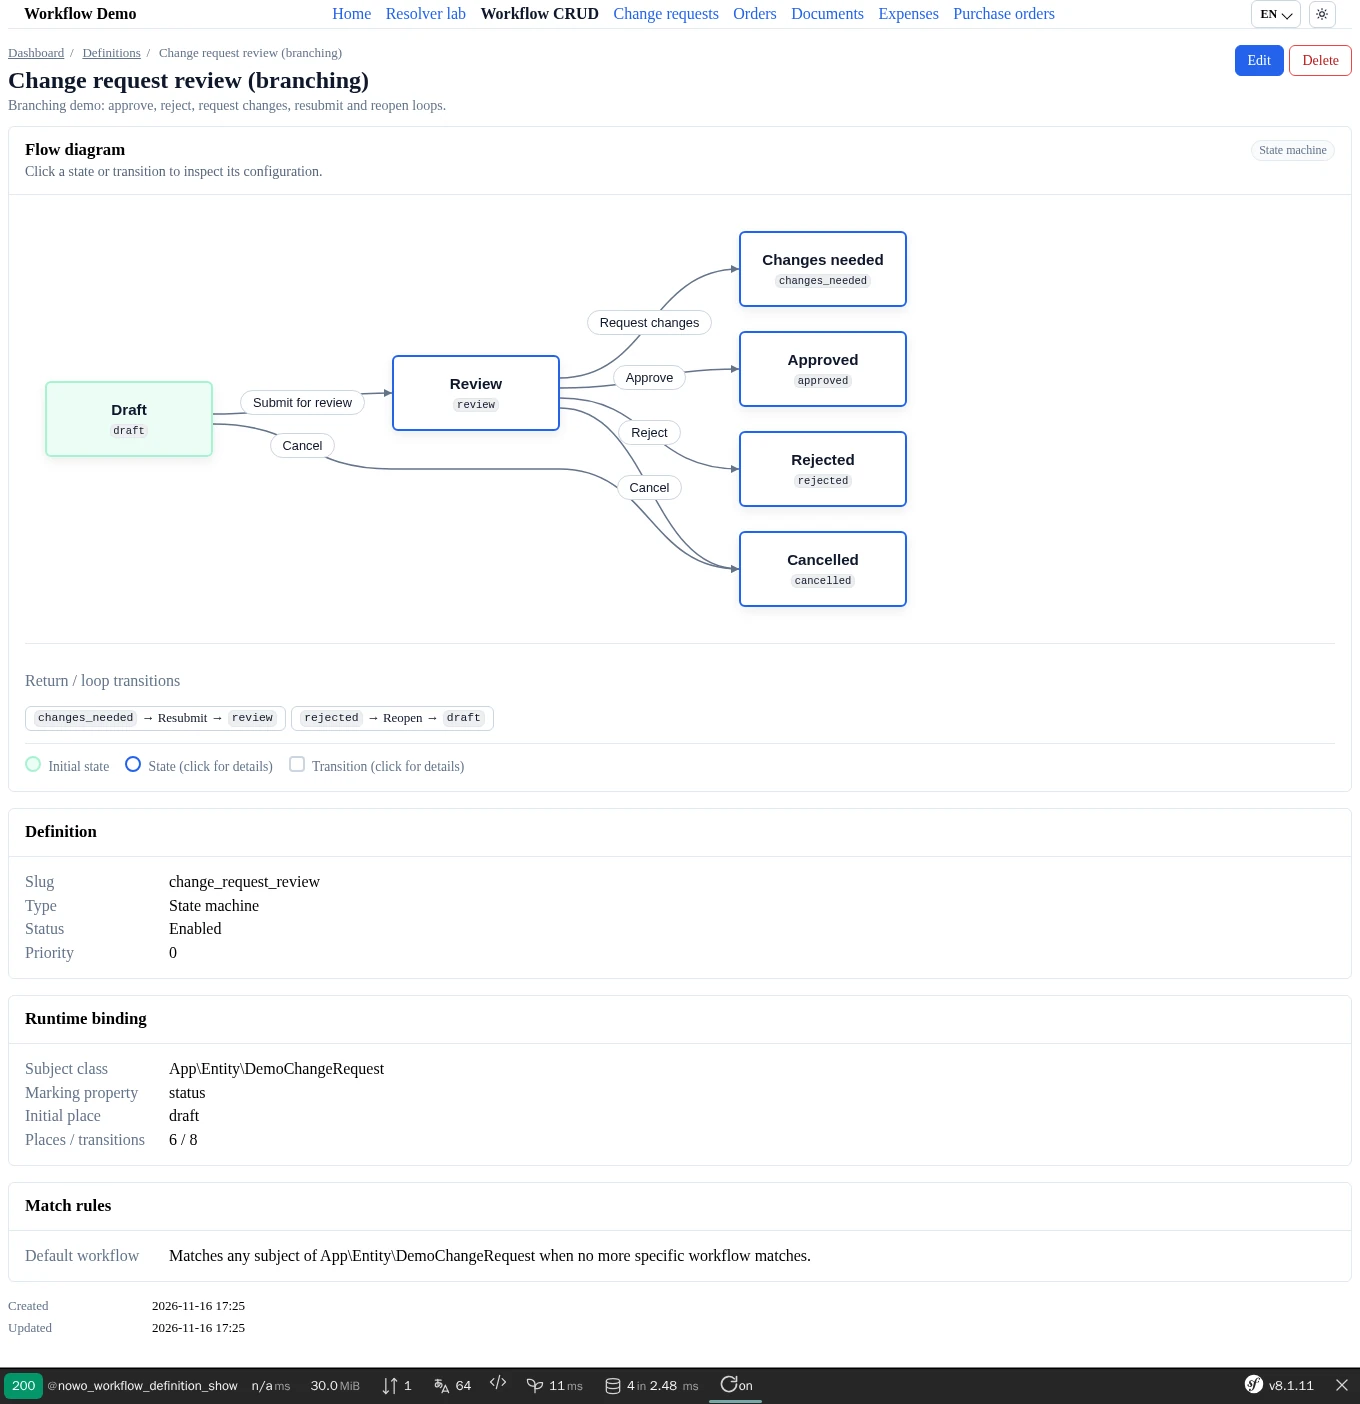 Workflow Demo Home Resolver lab Workflow CRUD Change requests Orders Documents Expenses Purchase orders EN
Dashboard / Definitions / Change request review (branching)
Edit Delete
Change request review (branching)
Branching demo: approve, reject, request changes, resubmit and reopen loops.
Flow diagram
State machine
Click a state or transition to inspect its configuration.
Changes needed
changes_needed
Request changes
Approved
approved
Approve
Review
review
Draft
draft
Submit for review
Cancel
Reject
Rejected
rejected
Cancel
Cancelled
cancelled
Return / loop transitions
changes_needed → Resubmit → review rejected → Reopen → draft
Initial state State (click for details) Transition (click for details)
Definition
Slug change_request_review
Type State machine
Status Enabled
Priority 0
Runtime binding
Subject class App\Entity\DemoChangeRequest
Marking property status
Initial place draft
Places / transitions 6 / 8
Match rules
Default workflow Matches any subject of App\Entity\DemoChangeRequest when no more specific workflow matches.
Created 2026-11-16 17:25
Updated 2026-11-16 17:25
200 @nowo_workflow_definition_show n/a ms 30.0 MiB 1 64 11 ms 4 in 2.48 ms on sf v8.1.11